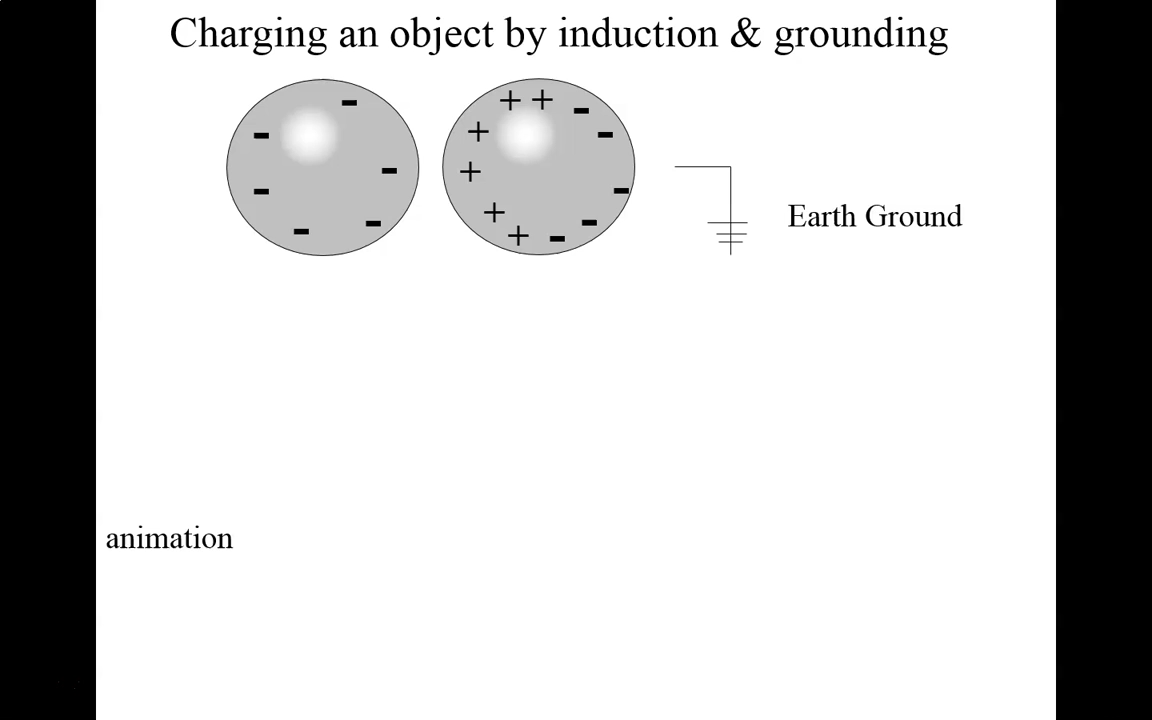 Charging an object by induction & grounding
Earth Ground
animation